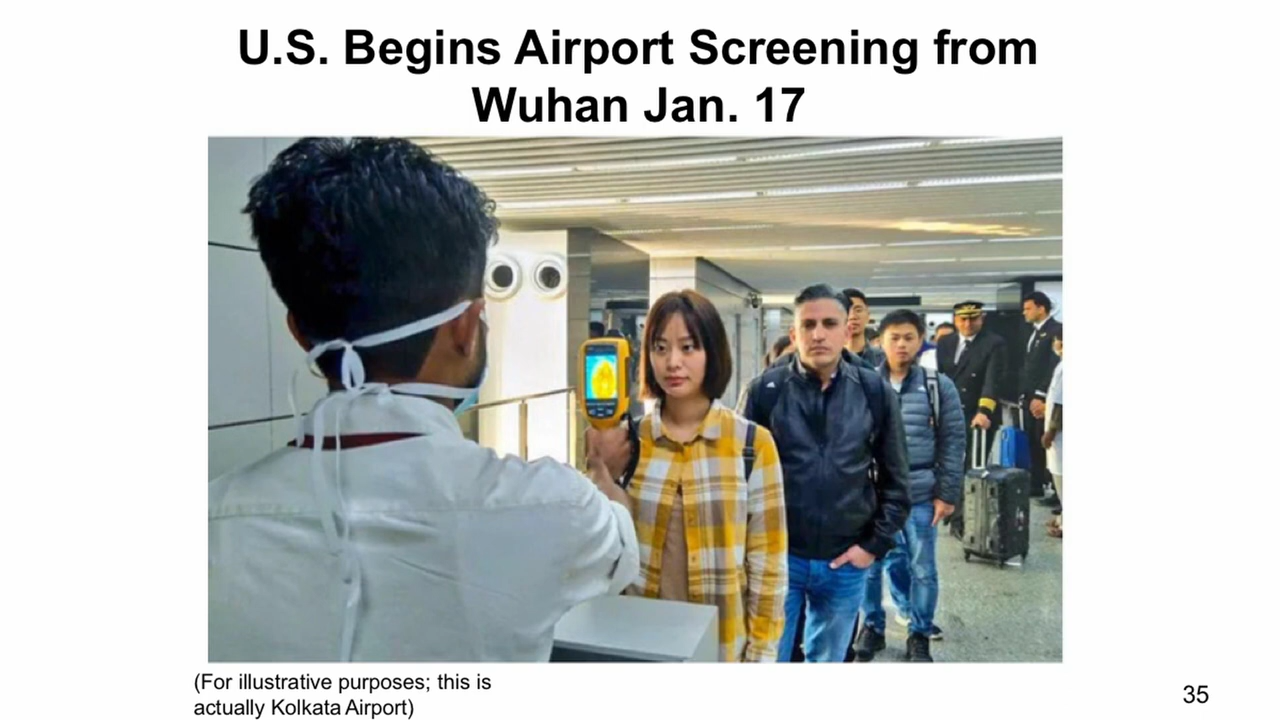 U.S. Begins Airport Screening from
Wuhan Jan. 17
(For illustrative purposes; this is
actually Kolkata Airport)
35